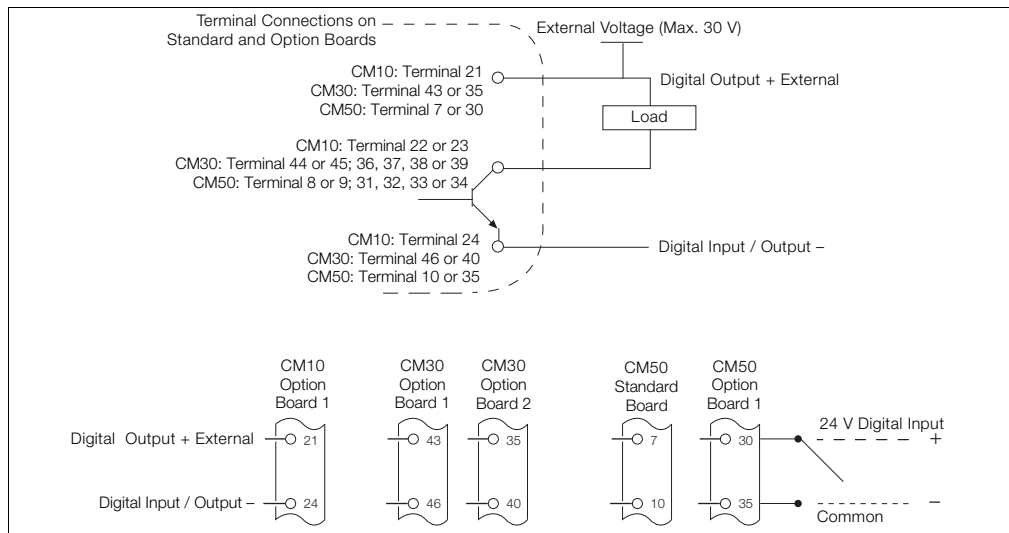 Terminal Connections on
Standard and Option Boards
External Voltage (Max. 30 V)
CM10: Terminal 21
CM30: Terminal 43 or 35
CM50: Terminal 7 or 30
Digital Output + External
Load
CM10: Terminal 22 or 23
CM30: Terminal 44 or 45; 36, 37, 38 or 39
CM50: Terminal 8 or 9; 31, 32, 33 or 34
CM10: Terminal 24
CM30: Terminal 46 or 40
CM50: Terminal 10 or 35
Digital Input / Output –
CM10
Option
Board 1
CM30
Option
Board 1
CM30
Option
Board 2
CM50
Standard
Board
CM50
Option
Board 1
Digital Output + External
21
43
35
7
30
24 V Digital Input
+
Digital Input / Output –
24
46
40
10
35
–
Common